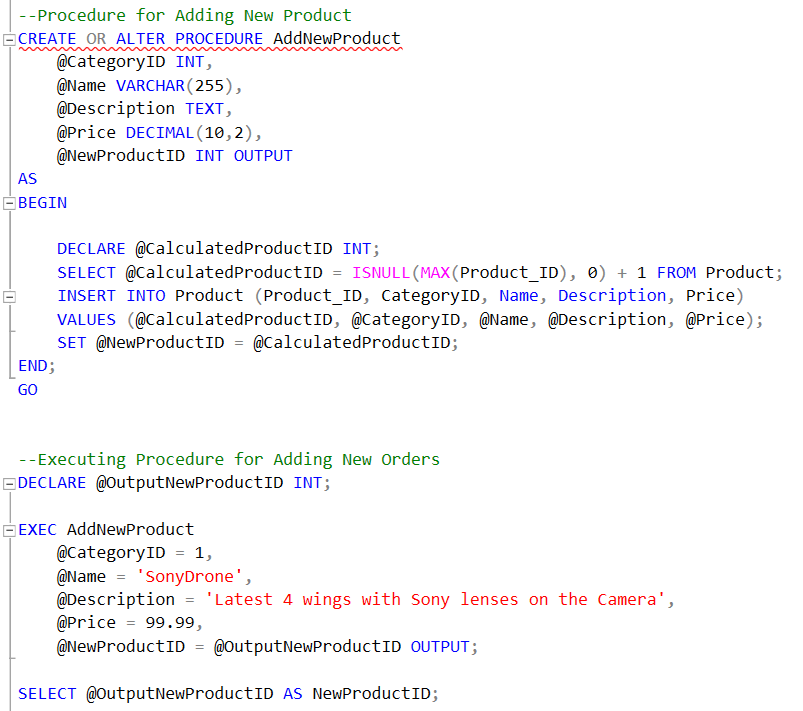 --Procedure for Adding New Product
CREATE OR ALTER PROCEDURE AddNewProduct
    @CategoryID INT,
    @Name VARCHAR(255),
    @Description TEXT,
    @Price DECIMAL(10,2),
    @NewProductID INT OUTPUT
AS
BEGIN
    DECLARE @CalculatedProductID INT;
    SELECT @CalculatedProductID = ISNULL(MAX(Product_ID), 0) + 1 FROM Product;
    INSERT INTO Product (Product_ID, CategoryID, Name, Description, Price)
    VALUES (@CalculatedProductID, @CategoryID, @Name, @Description, @Price);
    SET @NewProductID = @CalculatedProductID;
END;
GO
--Executing Procedure for Adding New Orders
DECLARE @OutputNewProductID INT;
EXEC AddNewProduct
    @CategoryID = 1,
    @Name = 'SonyDrone',
    @Description = 'Latest 4 wings with Sony lenses on the Camera',
    @Price = 99.99,
    @NewProductID = @OutputNewProductID OUTPUT;
SELECT @OutputNewProductID AS NewProductID;